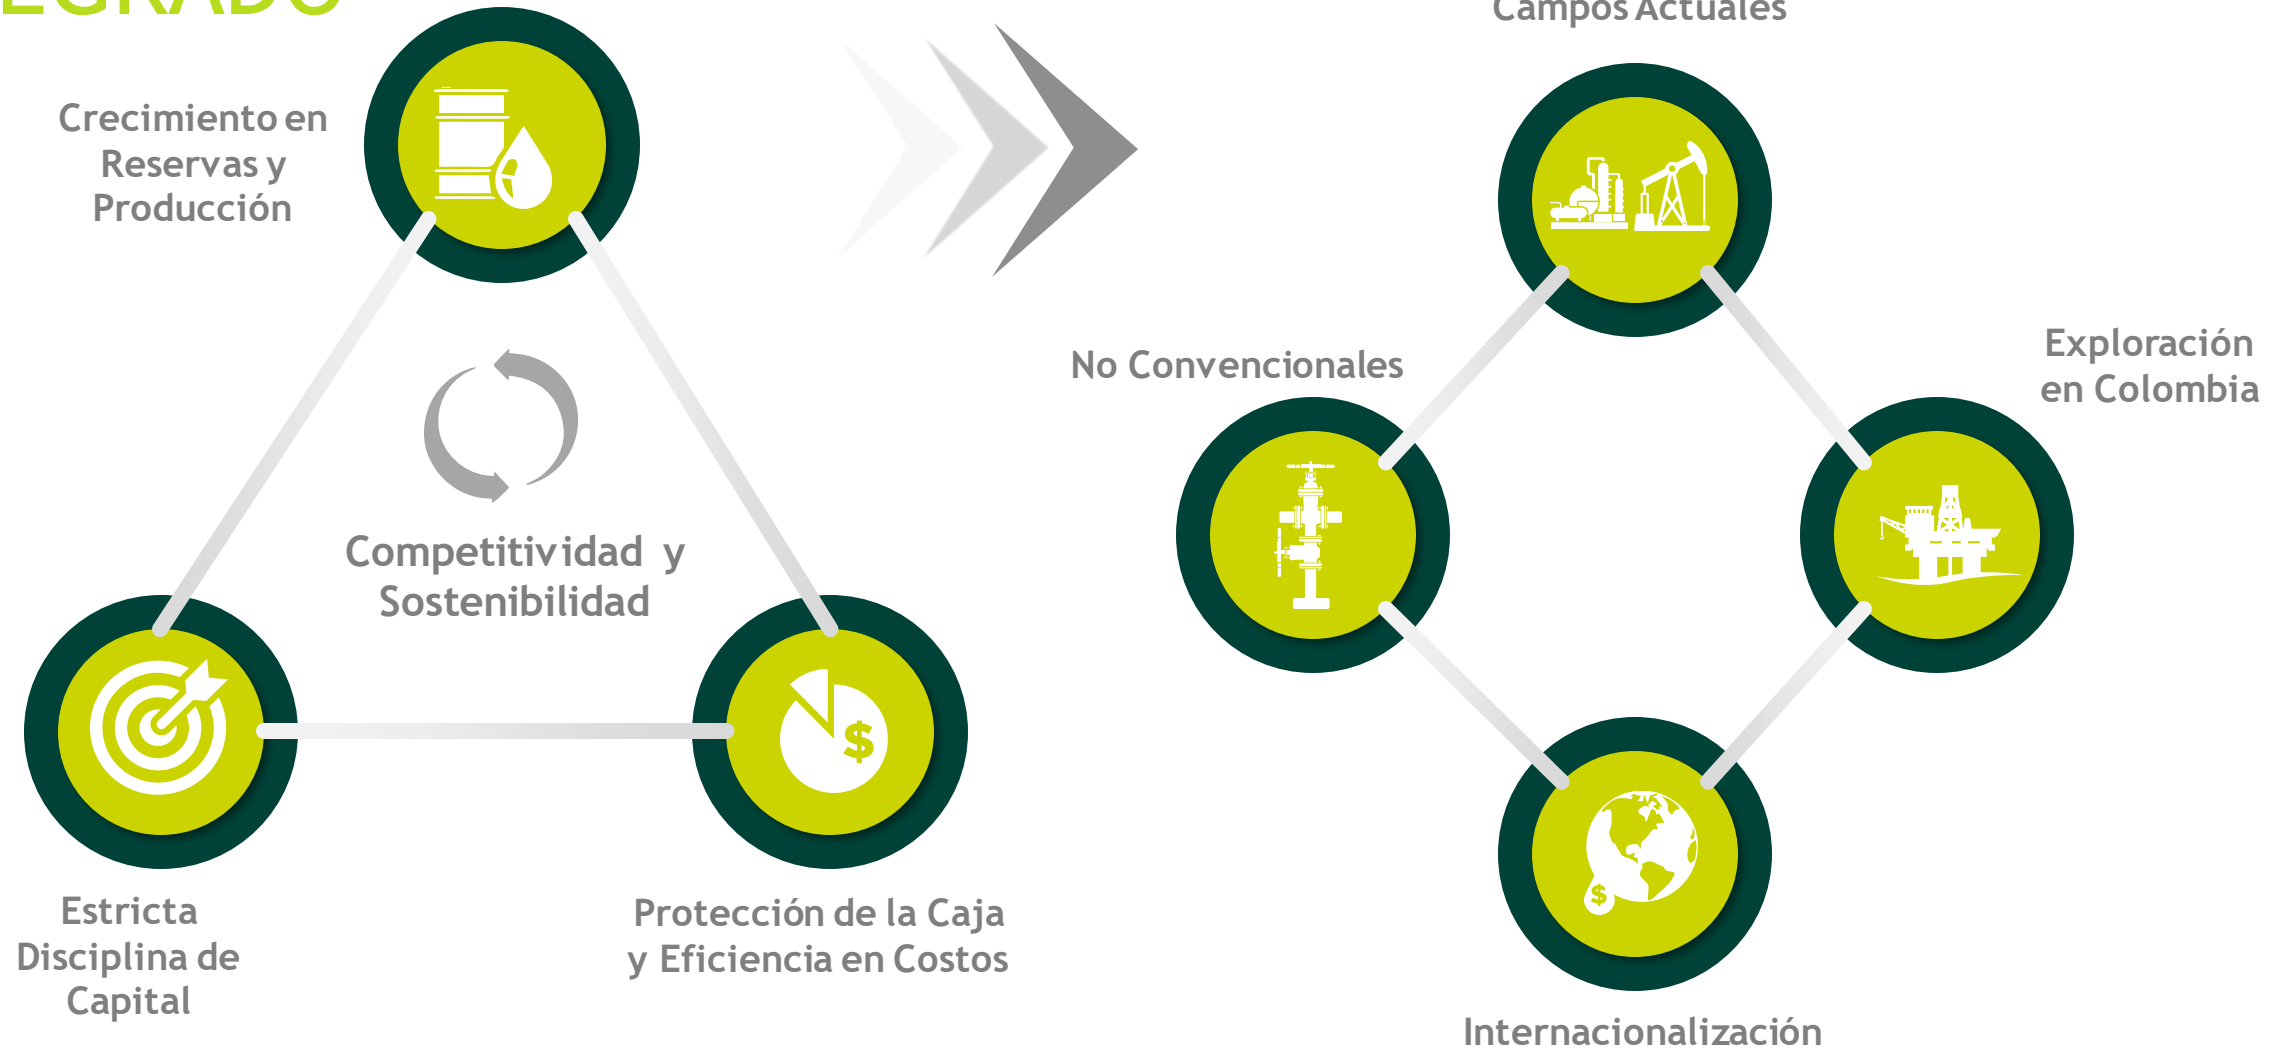 EGRADO
Crecimiento en
Reservas y
Producción
Competitividad y
Sostenibilidad
Estricta
Disciplina de
Capital
Protección de la Caja
y Eficiencia en Costos
$
Campos Actuales
No Convencionales
Exploración
en Colombia
$
Internacionalización